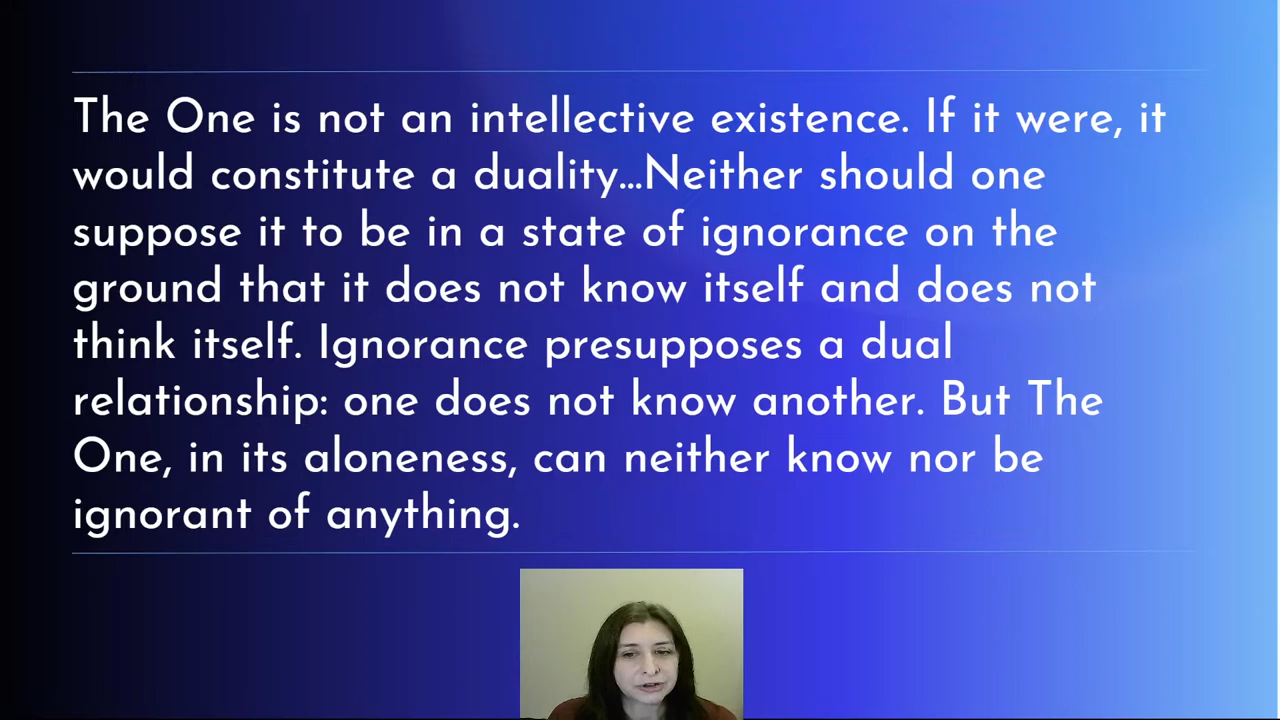 The One is not an intellective existence. If it were, it
would constitute a duality...Neither should one
suppose it to be in a state of ignorance on the
ground that it does not know itself and does not
think itself. Ignorance presupposes a dual
relationship: one does not know another. But The
One, in its aloneness, can neither know nor be
ignorant of anything.